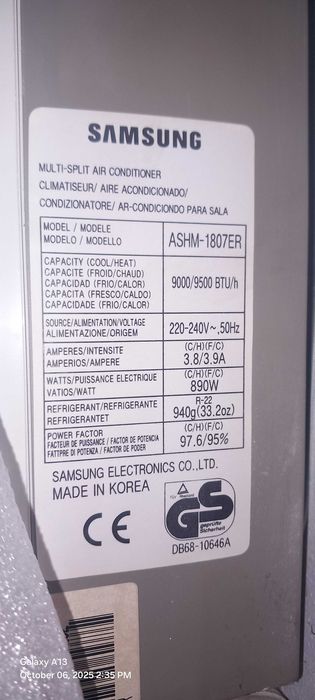 SAMSUNG
MULTI-SPLIT AIR CONDITIONER
CLIMATISEUR/ AIRE ACONDICIONADO/
CONDIZIONATORE/ AR-CONDICIONDO PARA SALA
MODEL / MODELE
MODELO / MODELLO
ASHM-1807ER
CAPACITY (COOL/HEAT)
CAPACITE (FROID/CHAUD)
CAPACIDAD (FRIO/CALOR)
CAPACITA (FRESCO/CALDO)
CAPACIDADE (FRIO/CALOR)
9000/9500 BTU/h
SOURCE/ALIMENTATION/VOLTAGE
ALIMENTAZIONE/ORIGEM
220-240V~,50Hz
AMPERES/INTENSITE
AMPERIOS/AMPERE
(C/H)(F/C)
3.8/3.9A
WATTS/PUISSANCE ELECTRIQUE
VATIOS/WATT
(C/H)(F/C)
890W
REFRIGERANT/REFRIGERANTE
REFRIGERANTET
R-22
940g(33.2oz)
POWER FACTOR
FACTEUR DE PUISSANCE / FACTOR DE POTENCIA
FATTPRE DI POTENZA / FACTOR DE PODER
(C/H)(F/C)
97.6/95%
SAMSUNG ELECTRONICS CO.,LTD.
MADE IN KOREA
CE
TÜV Rheinland
GS
geprüfte
Sicherheit
DB68-10646A
Galaxy A13
October 06, 2025 2:35 PM